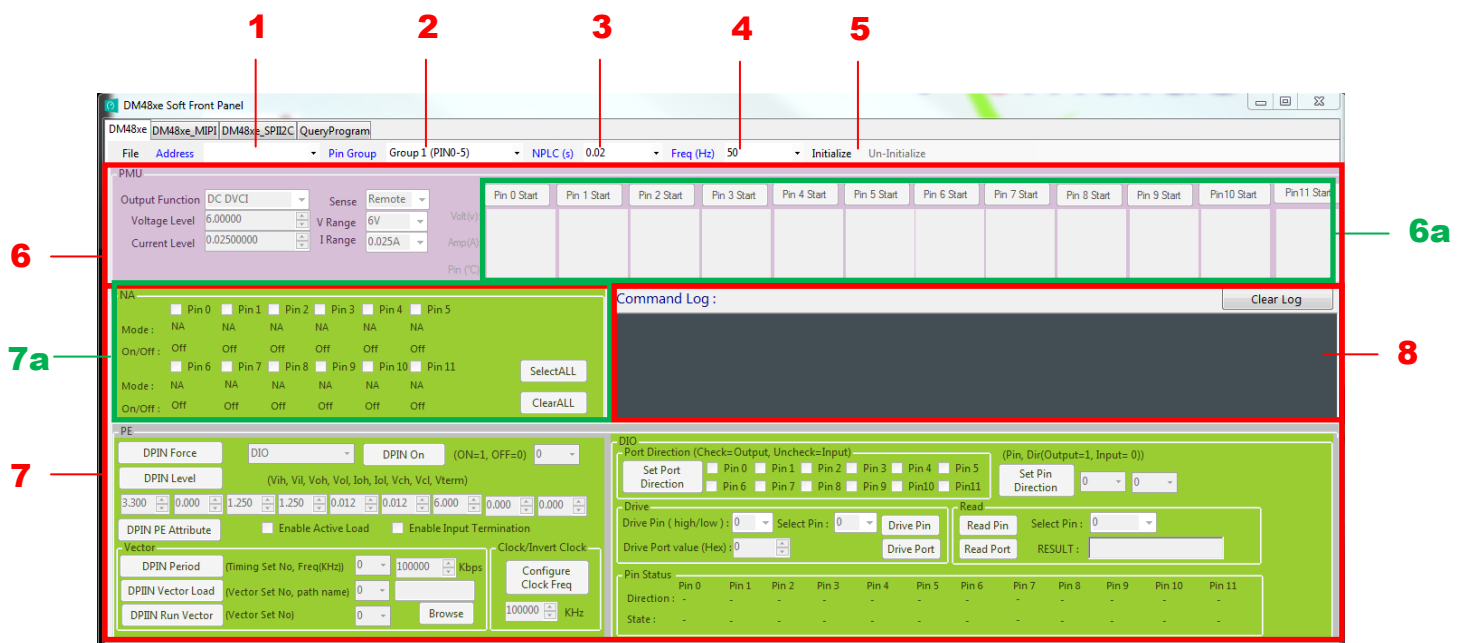 1 2 3 4 5
DM48xe Soft Front Panel
DM48xe DM48xe_MIPI DM48xe_SPII2C QueryProgram
File Address Pin Group Group 1 (PIN0-5) NPLC (s) 0.02 Freq (Hz) 50 Initialize Un-Initialize
PMU
Output Function DC DVCI Sense Remote
Voltage Level 6.00000 V Range 6V
Current Level 0.02500000 I Range 0.025A
Pin 0 Start Pin 1 Start Pin 2 Start Pin 3 Start Pin 4 Start Pin 5 Start Pin 6 Start Pin 7 Start Pin 8 Start Pin 9 Start Pin10 Start Pin11 Start
Volt(v):
Amp(A):
Pin (°C):
6
6a
NA
Pin 0 Pin 1 Pin 2 Pin 3 Pin 4 Pin 5
Mode : NA NA NA NA NA NA
On/Off : Off Off Off Off Off Off
Pin 6 Pin 7 Pin 8 Pin 9 Pin 10 Pin 11
Mode : NA NA NA NA NA NA
On/Off : Off Off Off Off Off Off
SelectALL
ClearALL
7a
Command Log :
Clear Log
8
PE
DPIN Force DIO DPIN On (ON=1, OFF=0) 0
DPIN Level (Vih, Vil, Voh, Vol, Ioh, Iol, Vch, Vcl, Vterm)
3.300 0.000 1.250 1.250 0.012 0.012 6.000 0.000 0.000
DPIN PE Attribute Enable Active Load Enable Input Termination
Vector
DPIN Period (Timing Set No, Freq(KHz)) 0 100000 Kbps
DPIIN Vector Load (Vector Set No, path name) 0
DPIIN Run Vector (Vector Set No) 0 Browse
Clock/Invert Clock
Configure
Clock Freq
100000 KHz
7
DIO
Port Direction (Check=Output, Uncheck=Input)
Set Port
Direction
Pin 0 Pin 1 Pin 2 Pin 3 Pin 4 Pin 5
Pin 6 Pin 7 Pin 8 Pin 9 Pin10 Pin11
(Pin, Dir(Output=1, Input= 0))
Set Pin
Direction
0 0
Drive
Drive Pin ( high/low ) : 0 Select Pin : 0 Drive Pin
Drive Port value (Hex) : 0 Drive Port
Read
Read Pin Select Pin : 0
Read Port RESULT :
Pin Status
Pin 0 Pin 1 Pin 2 Pin 3 Pin 4 Pin 5 Pin 6 Pin 7 Pin 8 Pin 9 Pin 10 Pin 11
Direction : - - - - - - - - - - - -
State : - - - - - - - - - - - -